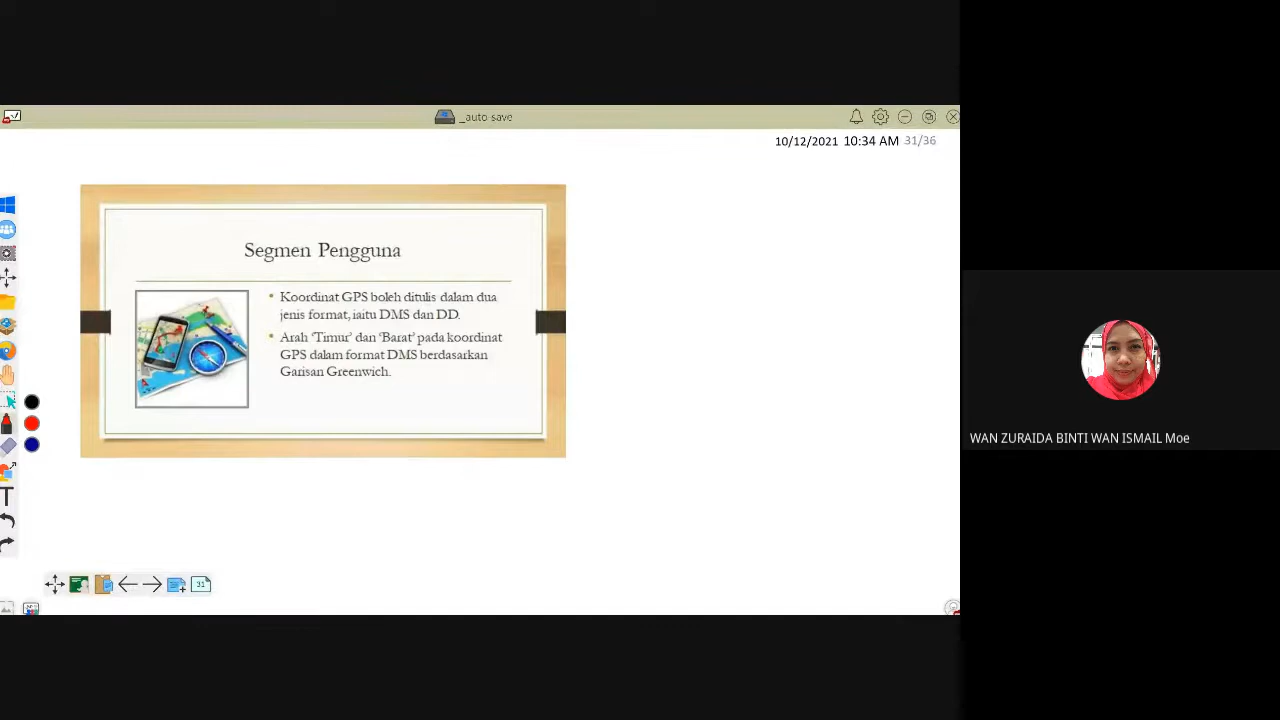 _auto save
10/12/2021 10:34 AM 31/36
Segmen Pengguna
• Koordinat GPS boleh ditulis dalam dua
jenis format, iaitu DMS dan DD.
• Arah ‘Timur’ dan ‘Barat’ pada koordinat
GPS dalam format DMS berdasarkan
Garisan Greenwich.
WAN ZURAIDA BINTI WAN ISMAIL Moe
T
31